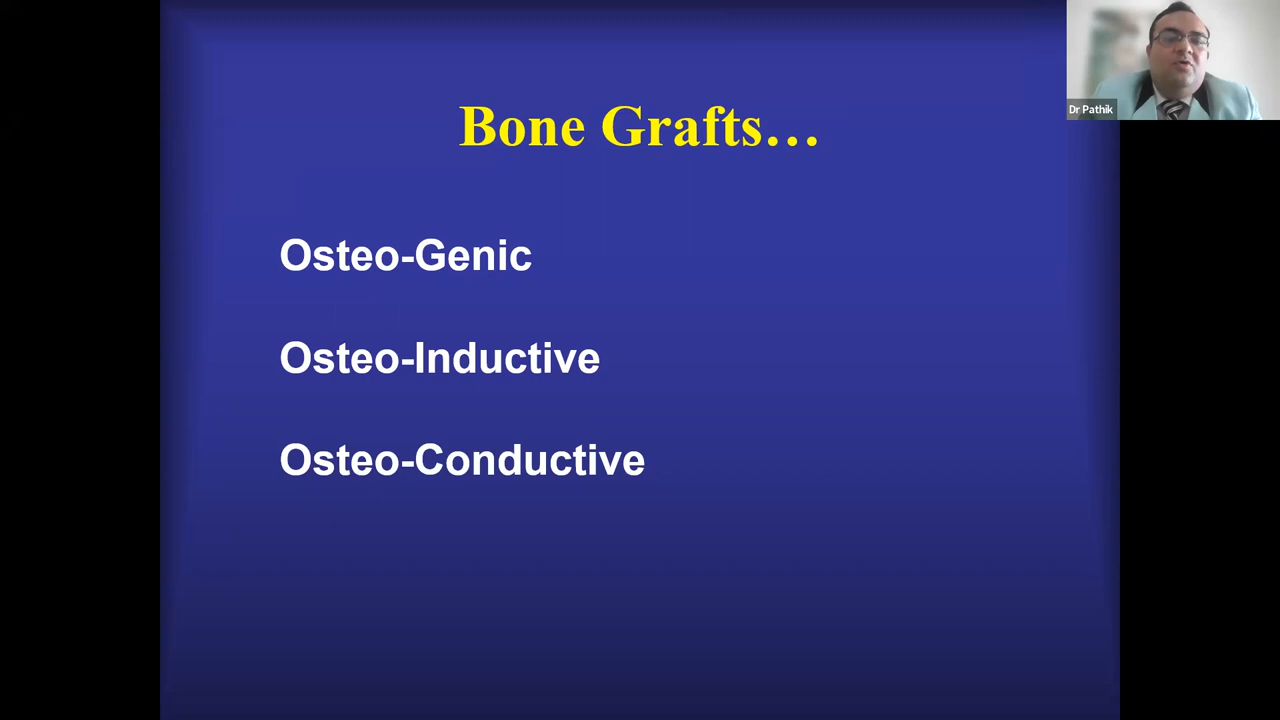 Bone Grafts…
Osteo-Genic
Osteo-Inductive
Osteo-Conductive
Dr Pathik